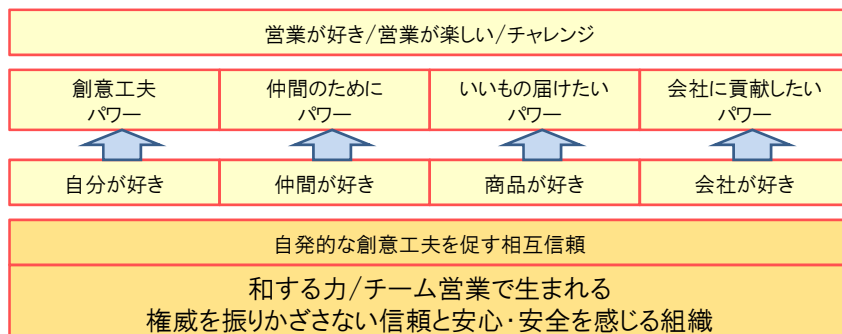 営業が好き/営業が楽しい/チャレンジ
創意工夫
パワー
仲間のために
パワー
いいもの届けたい
パワー
会社に貢献したい
パワー
自分が好き
仲間が好き
商品が好き
会社が好き
自発的な創意工夫を促す相互信頼
和する力/チーム営業で生まれる
権威を振りかざさない信頼と安心・安全を感じる組織